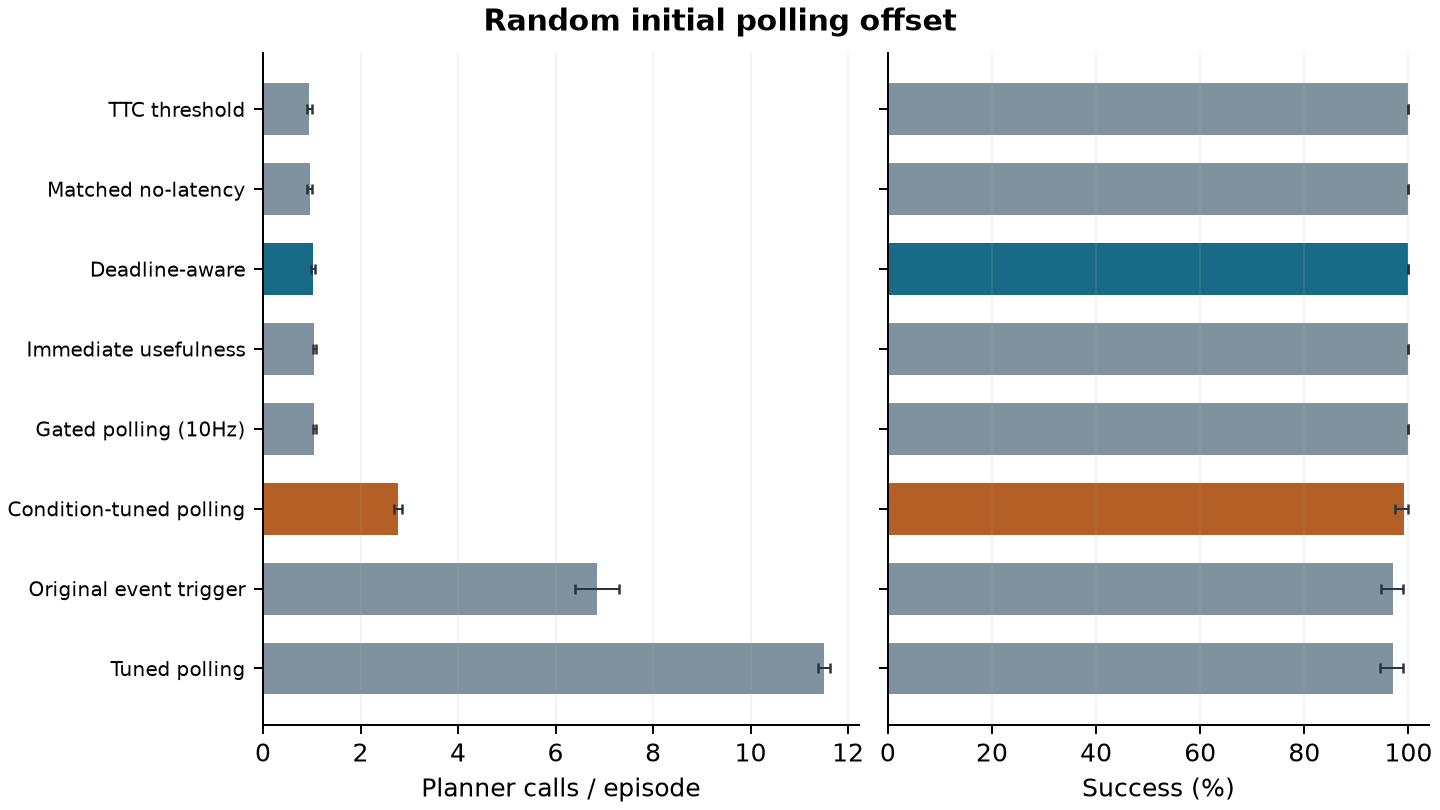 Random initial polling offset
TTC threshold
Matched no-latency
Deadline-aware
Immediate usefulness
Gated polling (10Hz)
Condition-tuned polling
Original event trigger
Tuned polling
0 2 4 6 8 10 12
Planner calls / episode
0 20 40 60 80 100
Success (%)